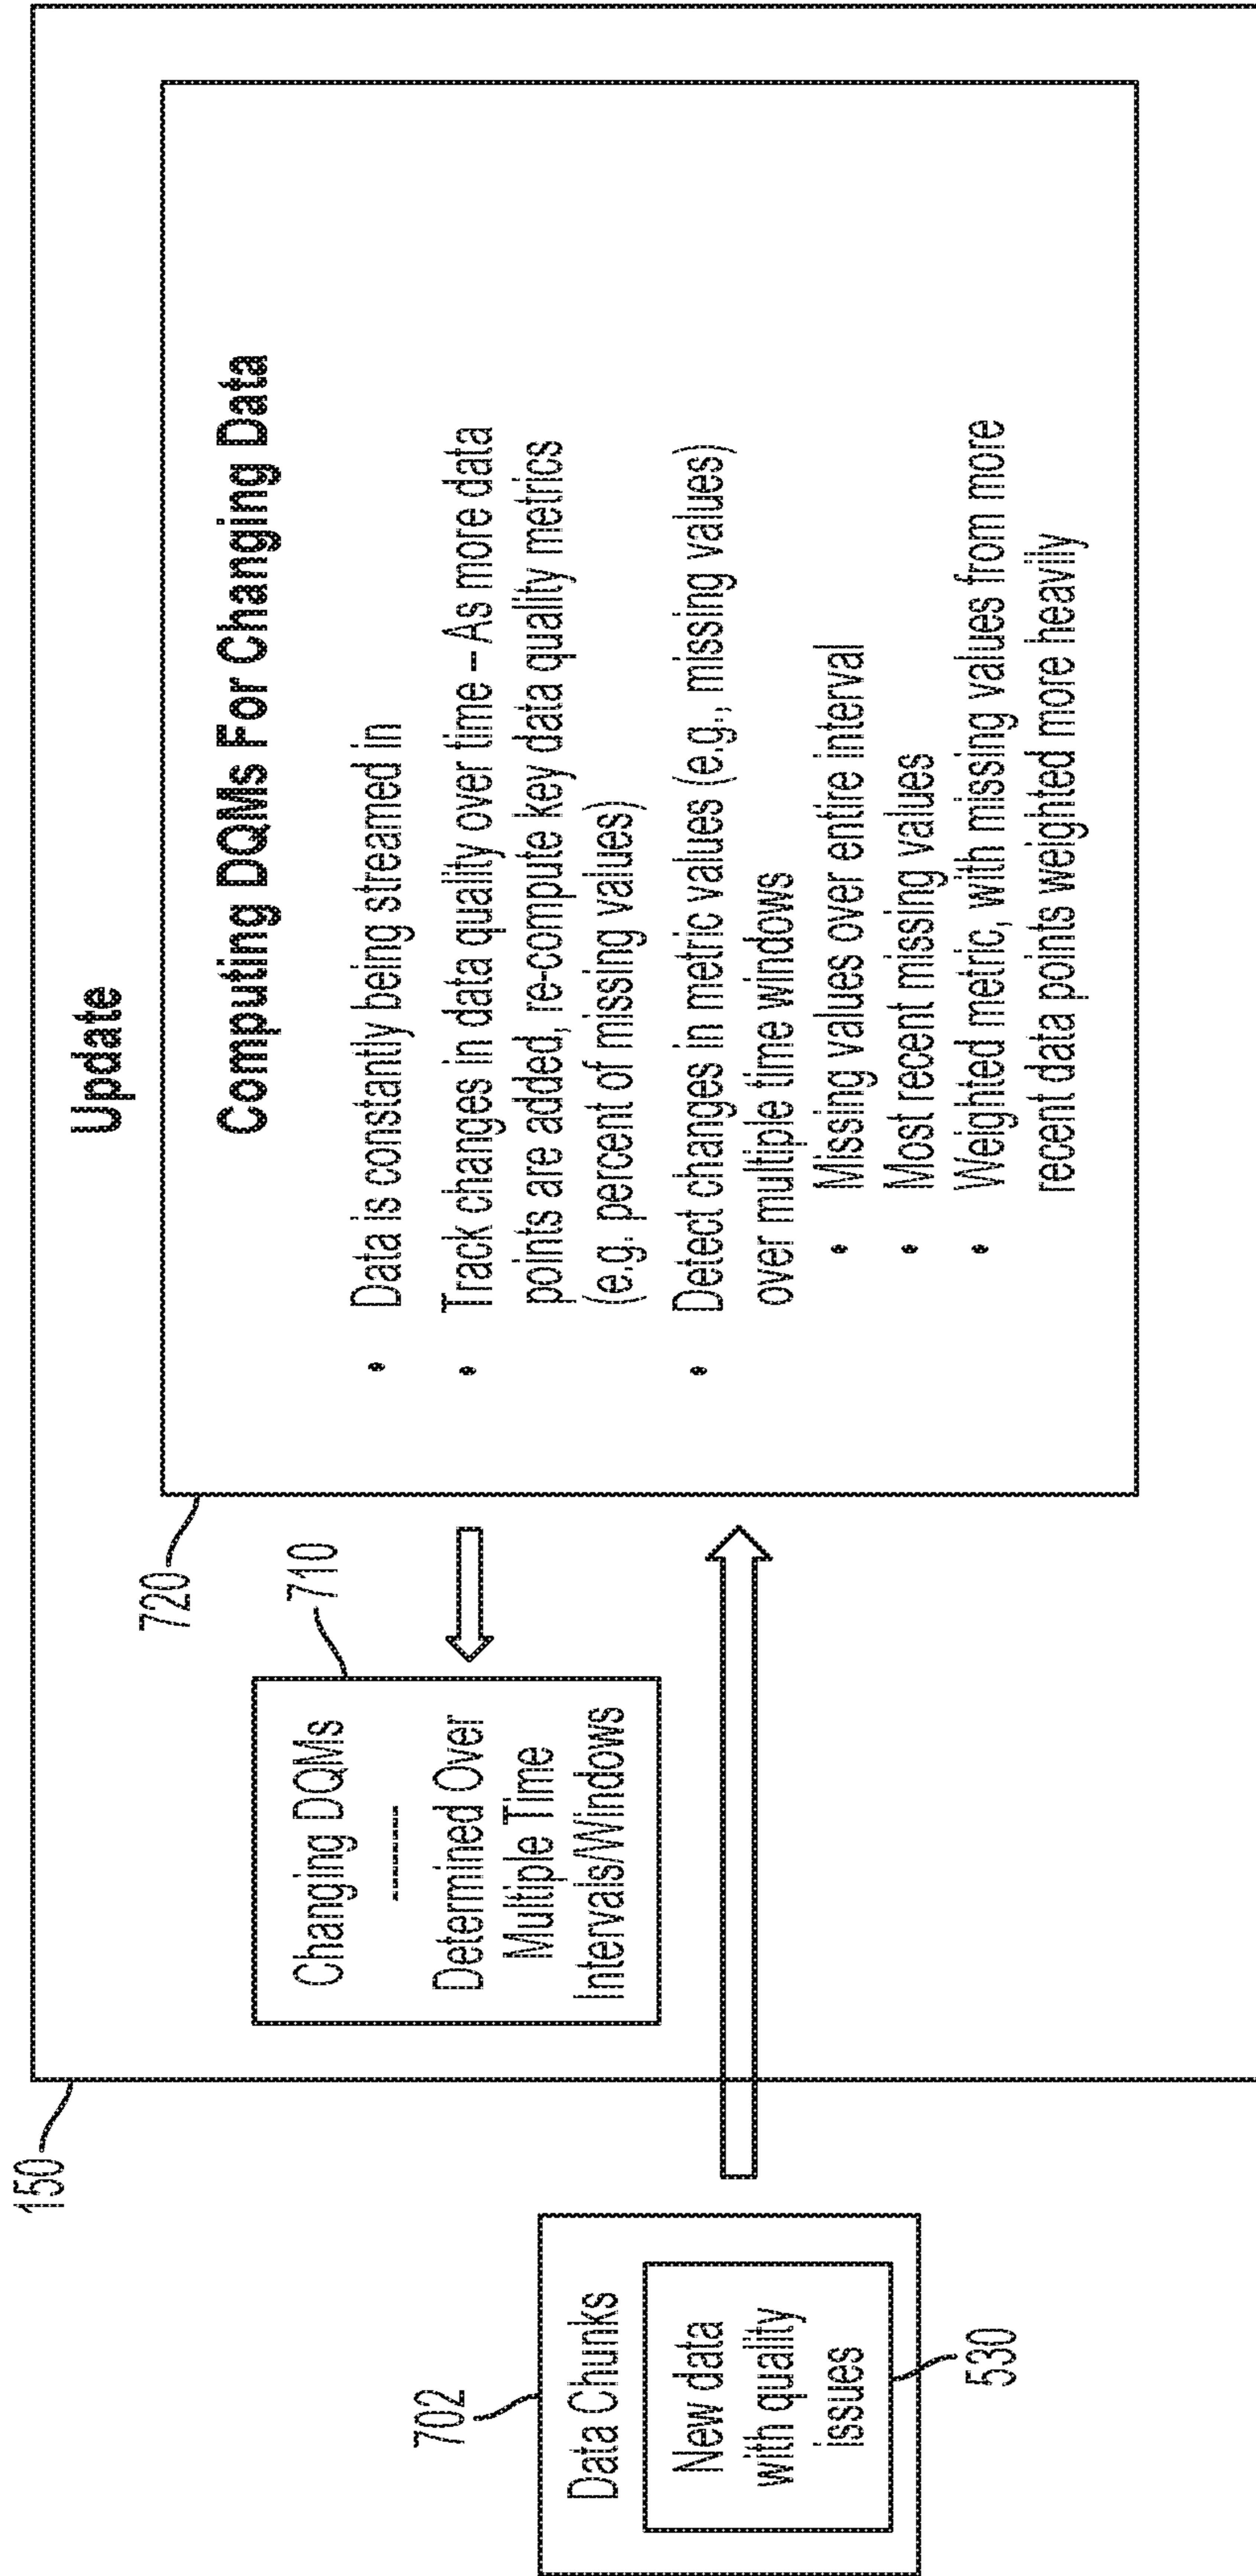 150
Update
720
Computing DQMs For Changing Data
• Data is constantly being streamed in
• Track changes in data quality over time – As more data
points are added, re-compute key data quality metrics
(e.g. percent of missing values)
• Detect changes in metric values (e.g., missing values)
over multiple time windows
• Missing values over entire interval
• Most recent missing values
• Weighted metric, with missing values from more
recent data points weighted more heavily
710
Changing DQMs
Determined Over
Multiple Time
Intervals/Windows
702
Data Chunks
New data
with quality
issues
530